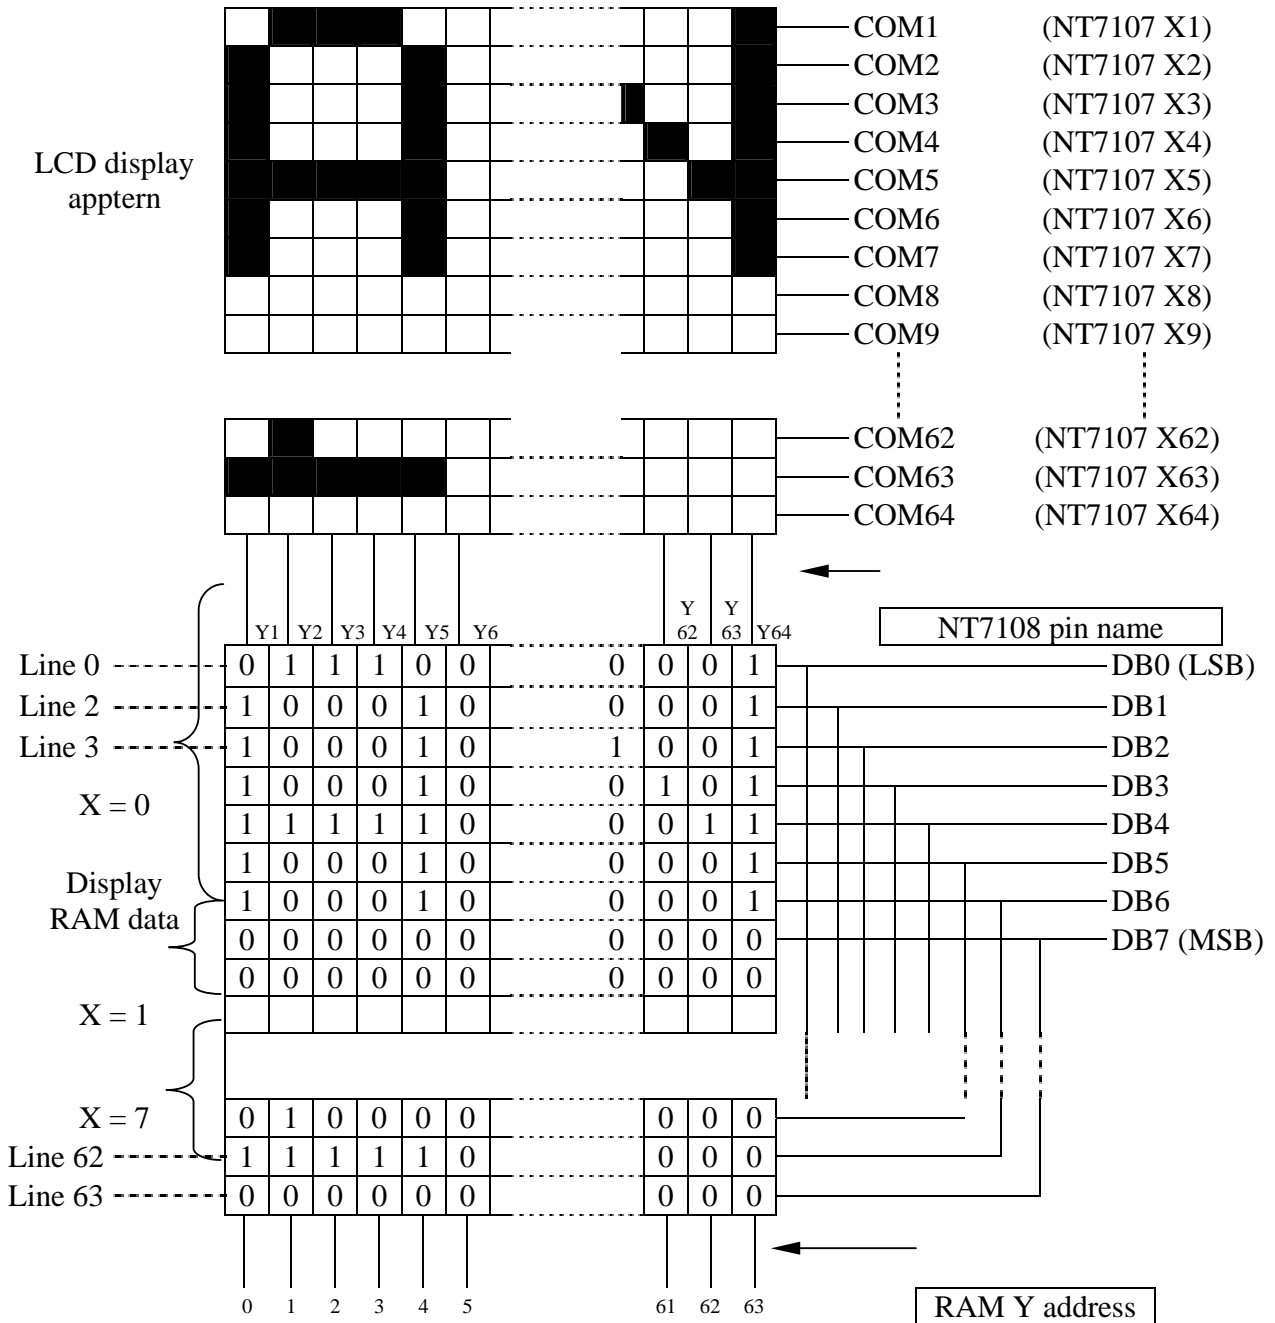 COM1 (NT7107 X1)
COM2 (NT7107 X2)
COM3 (NT7107 X3)
COM4 (NT7107 X4)
LCD display
apptern
COM5 (NT7107 X5)
COM6 (NT7107 X6)
COM7 (NT7107 X7)
COM8 (NT7107 X8)
COM9 (NT7107 X9)
COM62 (NT7107 X62)
COM63 (NT7107 X63)
COM64 (NT7107 X64)
Y1 Y2 Y3 Y4 Y5 Y6 Y 62 Y 63 Y64
NT7108 pin name
Line 0 0 1 1 1 0 0 0 0 0 1 DB0 (LSB)
Line 2 1 0 0 0 1 0 0 0 0 1 DB1
Line 3 1 0 0 0 1 0 1 0 0 1 DB2
1 0 0 0 1 0 0 1 0 1 DB3
X = 0
1 1 1 1 1 0 0 0 1 1 DB4
1 0 0 0 1 0 0 0 0 1 DB5
Display
RAM data
1 0 0 0 1 0 0 0 0 1 DB6
0 0 0 0 0 0 0 0 0 0 DB7 (MSB)
0 0 0 0 0 0 0 0 0 0
X = 1
X = 7 0 1 0 0 0 0 0 0 0
Line 62 1 1 1 1 1 0 0 0 0
Line 63 0 0 0 0 0 0 0 0 0
0 1 2 3 4 5 61 62 63
RAM Y address